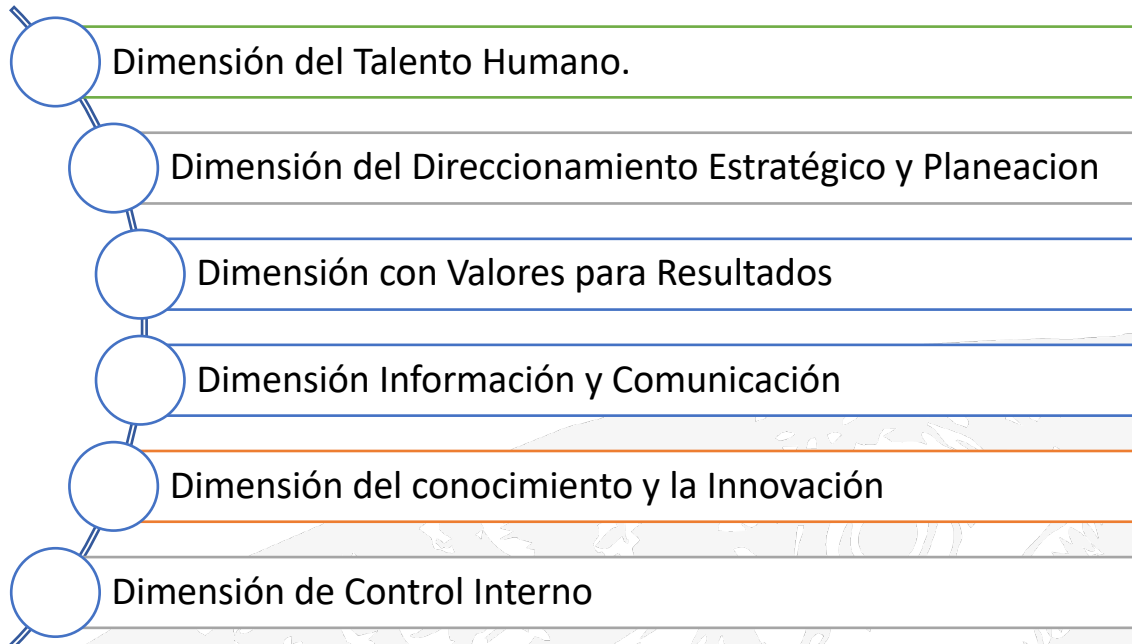 Dimensión del Talento Humano.
Dimensión del Direccionamiento Estratégico y Planeacion
Dimensión con Valores para Resultados
Dimensión Información y Comunicación
Dimensión del conocimiento y la Innovación
Dimensión de Control Interno